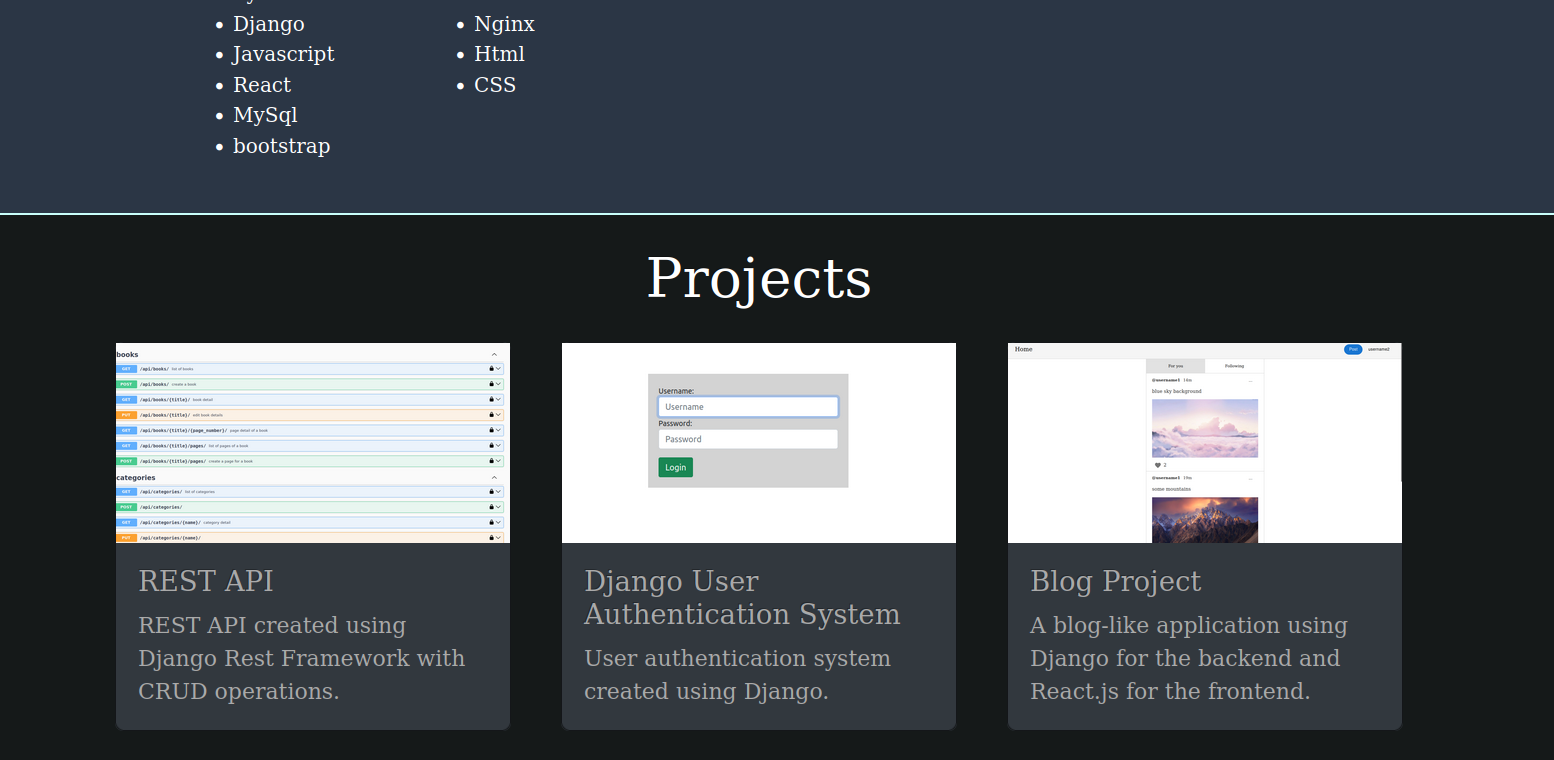 Django
Javascript
React
MySql
bootstrap
Nginx
Html
CSS
Projects
books
GET /api/books/ list of books
POST /api/books/ create a book
GET /api/books/{title}/ book detail
PUT /api/books/{title}/ edit book details
GET /api/books/{title}/{page_number}/ page detail of a book
GET /api/books/{title}/pages/ list of pages of a book
POST /api/books/{title}/pages/ create a page for a book
categories
GET /api/categories/ list of categories
POST /api/categories/
GET /api/categories/{name}/ category detail
PUT /api/categories/{name}/
REST API
REST API created using
Django Rest Framework with
CRUD operations.
Username:
Username
Password:
Password
Login
Django User
Authentication System
User authentication system
created using Django.
Home
Post username2
For you Following
@username1 14m
blue sky background
2
@username1 19m
some mountains
Blog Project
A blog-like application using
Django for the backend and
React.js for the frontend.